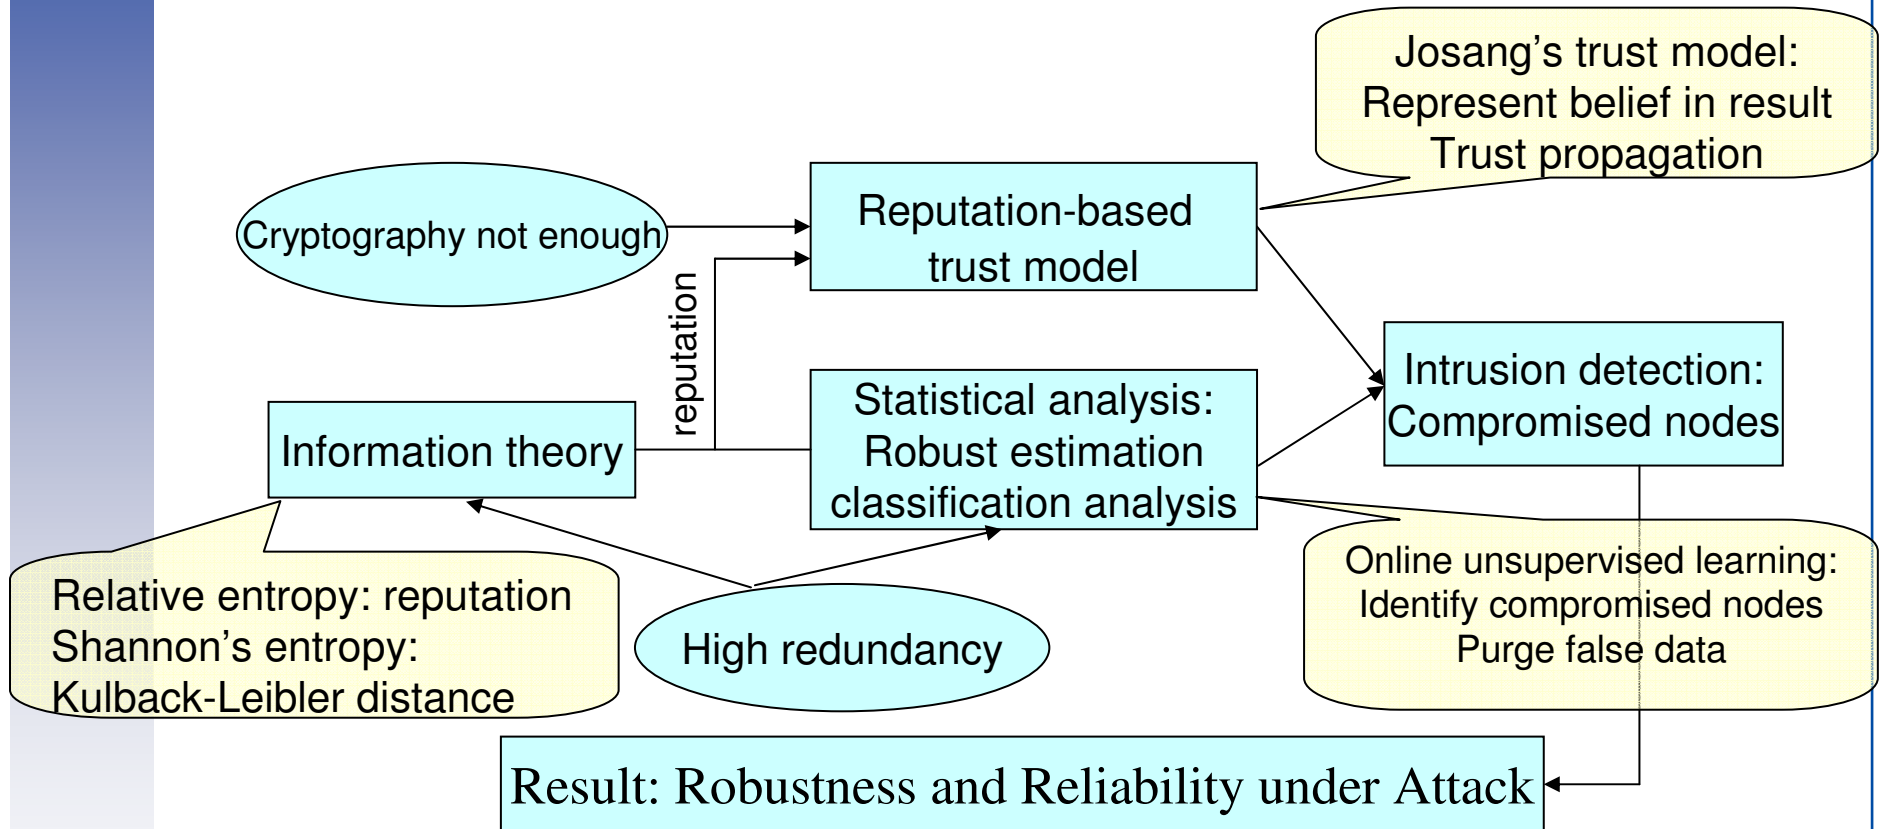 Josang’s trust model:
Represent belief in result
Trust propagation
Cryptography not enough
Reputation-based
trust model
reputation
Information theory
Statistical analysis:
Robust estimation
classification analysis
Intrusion detection:
Compromised nodes
Relative entropy: reputation
Shannon’s entropy:
Kulback-Leibler distance
High redundancy
Online unsupervised learning:
Identify compromised nodes
Purge false data
Result: Robustness and Reliability under Attack